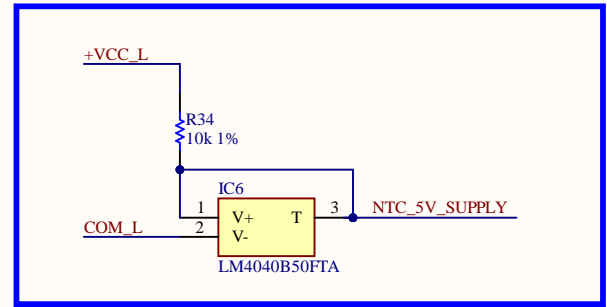 +VCC_L
R34
10k 1%
IC6
1 V+ T 3 NTC_5V_SUPPLY
COM_L 2 V-
LM4040B50FTA